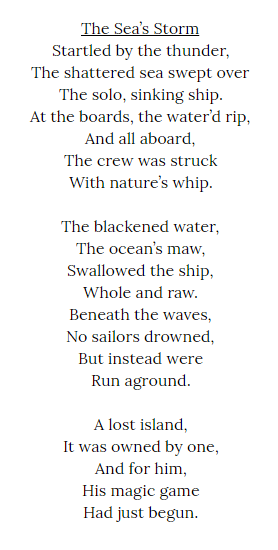 The Sea’s Storm
Startled by the thunder,
The shattered sea swept over
The solo, sinking ship.
At the boards, the water’d rip,
And all aboard,
The crew was struck
With nature’s whip.
The blackened water,
The ocean’s maw,
Swallowed the ship,
Whole and raw.
Beneath the waves,
No sailors drowned,
But instead were
Run aground.
A lost island,
It was owned by one,
And for him,
His magic game
Had just begun.